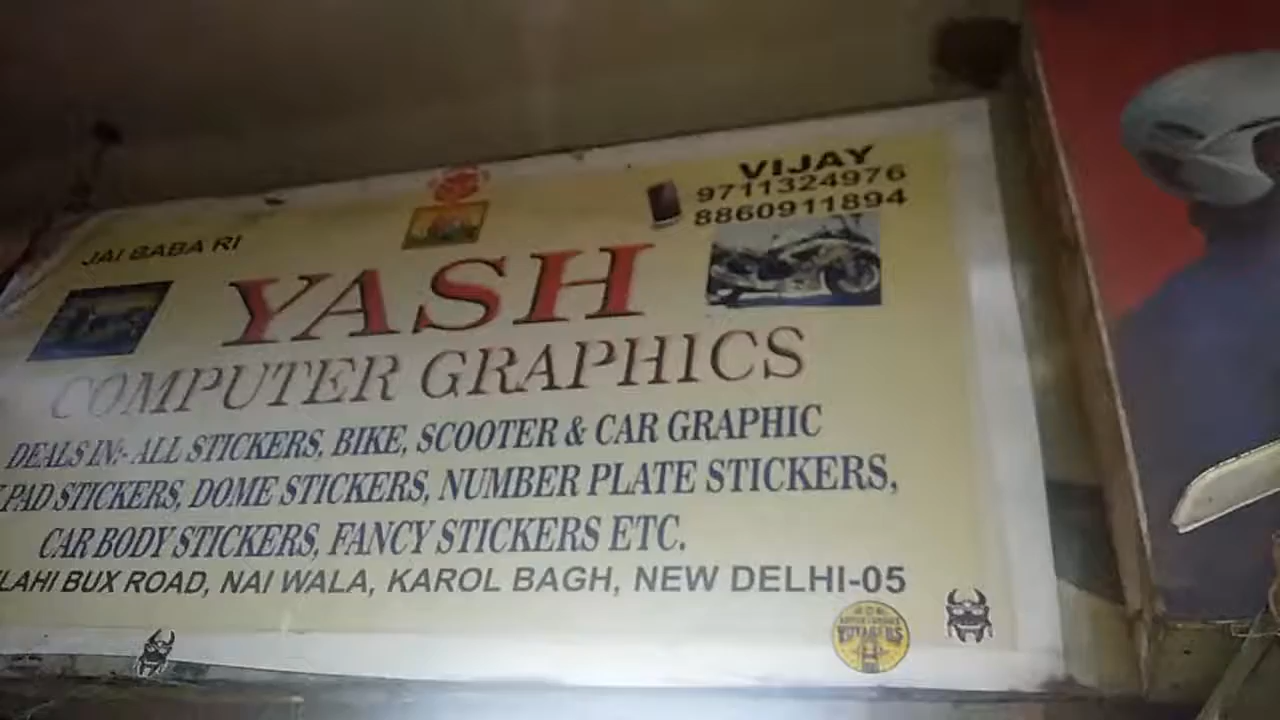 VIJAY
9711324976
8860911894
JAI BABA RI
YASH
COMPUTER GRAPHICS
DEALS IN:- ALL STICKERS, BIKE, SCOOTER & CAR GRAPHIC
PAD STICKERS, DOME STICKERS, NUMBER PLATE STICKERS,
CAR BODY STICKERS, FANCY STICKERS ETC.
LAHI BUX ROAD, NAI WALA, KAROL BAGH, NEW DELHI-05
VOYAGERS